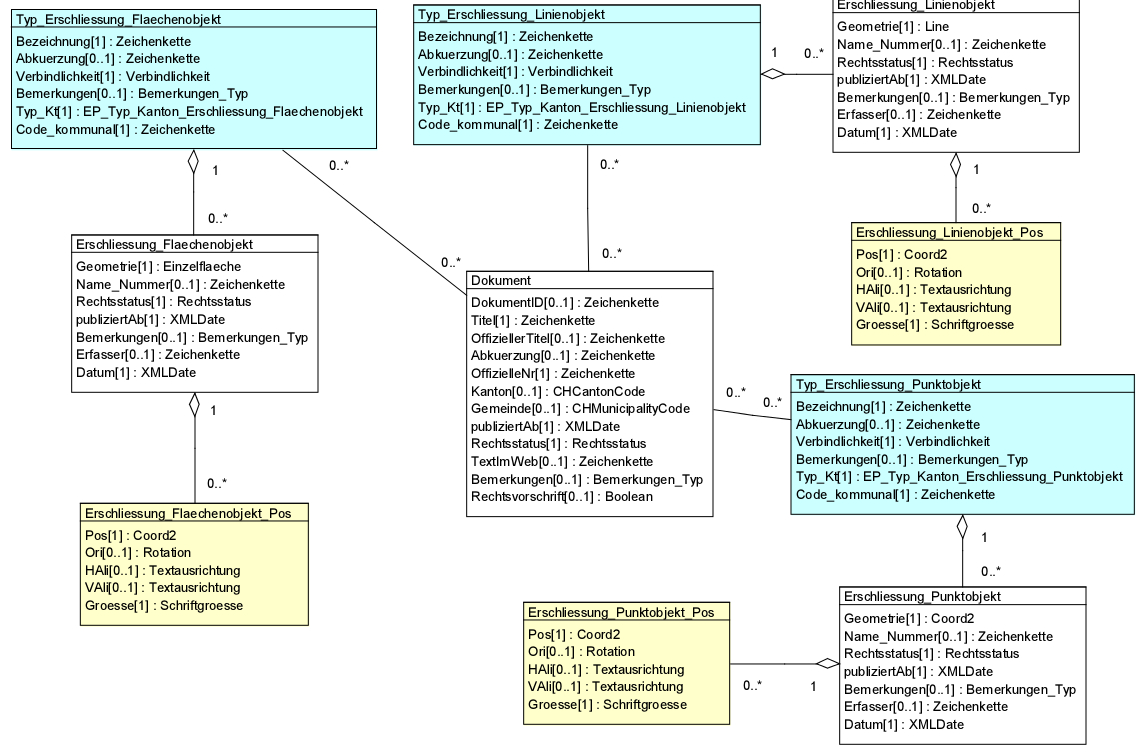 Typ_Erschliessung_Flaechenobjekt
Bezeichnung[1] : Zeichenkette
Abkuerzung[0..1] : Zeichenkette
Verbindlichkeit[1] : Verbindlichkeit
Bemerkungen[0..1] : Bemerkungen_Typ
Typ_Kt[1] : EP_Typ_Kanton_Erschliessung_Flaechenobjekt
Code_kommunal[1] : Zeichenkette
1
0..*
0..*
0..*
Typ_Erschliessung_Linienobjekt
Bezeichnung[1] : Zeichenkette
Abkuerzung[0..1] : Zeichenkette
Verbindlichkeit[1] : Verbindlichkeit
Bemerkungen[0..1] : Bemerkungen_Typ
Typ_Kt[1] : EP_Typ_Kanton_Erschliessung_Linienobjekt
Code_kommunal[1] : Zeichenkette
1
0..*
0..*
0..*
Erschliessung_Linienobjekt
Geometrie[1] : Line
Name_Nummer[0..1] : Zeichenkette
Rechtsstatus[1] : Rechtsstatus
publiziertAb[1] : XMLDate
Bemerkungen[0..1] : Bemerkungen_Typ
Erfasser[0..1] : Zeichenkette
Datum[1] : XMLDate
1
0..*
Erschliessung_Linienobjekt_Pos
Pos[1] : Coord2
Ori[0..1] : Rotation
HAli[0..1] : Textausrichtung
VAli[0..1] : Textausrichtung
Groesse[1] : Schriftgroesse
Erschliessung_Flaechenobjekt
Geometrie[1] : Einzelflaeche
Name_Nummer[0..1] : Zeichenkette
Rechtsstatus[1] : Rechtsstatus
publiziertAb[1] : XMLDate
Bemerkungen[0..1] : Bemerkungen_Typ
Erfasser[0..1] : Zeichenkette
Datum[1] : XMLDate
1
0..*
Erschliessung_Flaechenobjekt_Pos
Pos[1] : Coord2
Ori[0..1] : Rotation
HAli[0..1] : Textausrichtung
VAli[0..1] : Textausrichtung
Groesse[1] : Schriftgroesse
Dokument
DokumentID[0..1] : Zeichenkette
Titel[1] : Zeichenkette
OffiziellerTitel[0..1] : Zeichenkette
Abkuerzung[0..1] : Zeichenkette
OffizielleNr[1] : Zeichenkette
Kanton[0..1] : CHCantonCode
Gemeinde[0..1] : CHMunicipalityCode
publiziertAb[1] : XMLDate
Rechtsstatus[1] : Rechtsstatus
TextImWeb[0..1] : Zeichenkette
Bemerkungen[0..1] : Bemerkungen_Typ
Rechtsvorschrift[0..1] : Boolean
0..*
0..*
Typ_Erschliessung_Punktobjekt
Bezeichnung[1] : Zeichenkette
Abkuerzung[0..1] : Zeichenkette
Verbindlichkeit[1] : Verbindlichkeit
Bemerkungen[0..1] : Bemerkungen_Typ
Typ_Kt[1] : EP_Typ_Kanton_Erschliessung_Punktobjekt
Code_kommunal[1] : Zeichenkette
1
0..*
Erschliessung_Punktobjekt
Geometrie[1] : Coord2
Name_Nummer[0..1] : Zeichenkette
Rechtsstatus[1] : Rechtsstatus
publiziertAb[1] : XMLDate
Bemerkungen[0..1] : Bemerkungen_Typ
Erfasser[0..1] : Zeichenkette
Datum[1] : XMLDate
0..*
1
Erschliessung_Punktobjekt_Pos
Pos[1] : Coord2
Ori[0..1] : Rotation
HAli[0..1] : Textausrichtung
VAli[0..1] : Textausrichtung
Groesse[1] : Schriftgroesse